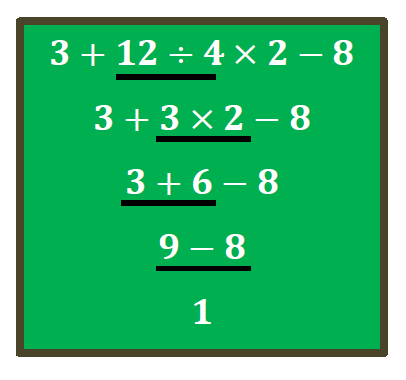 3 + 12 ÷ 4 × 2 − 8
3 + 3 × 2 − 8
3 + 6 − 8
9 − 8
1